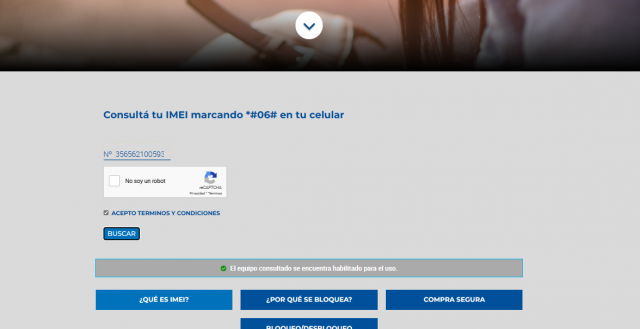 Consultá tu IMEI marcando *#06# en tu celular
Nº 356562100593
No soy un robot
reCAPTCHA
Privacidad * Términos
ACEPTO TERMINOS Y CONDICIONES
BUSCAR
El equipo consultado se encuentra habilitado para el uso.
¿QUÉ ES IMEI?
¿POR QUÉ SE BLOQUEA?
COMPRA SEGURA
BLOQUEO/DESBLOQUEO